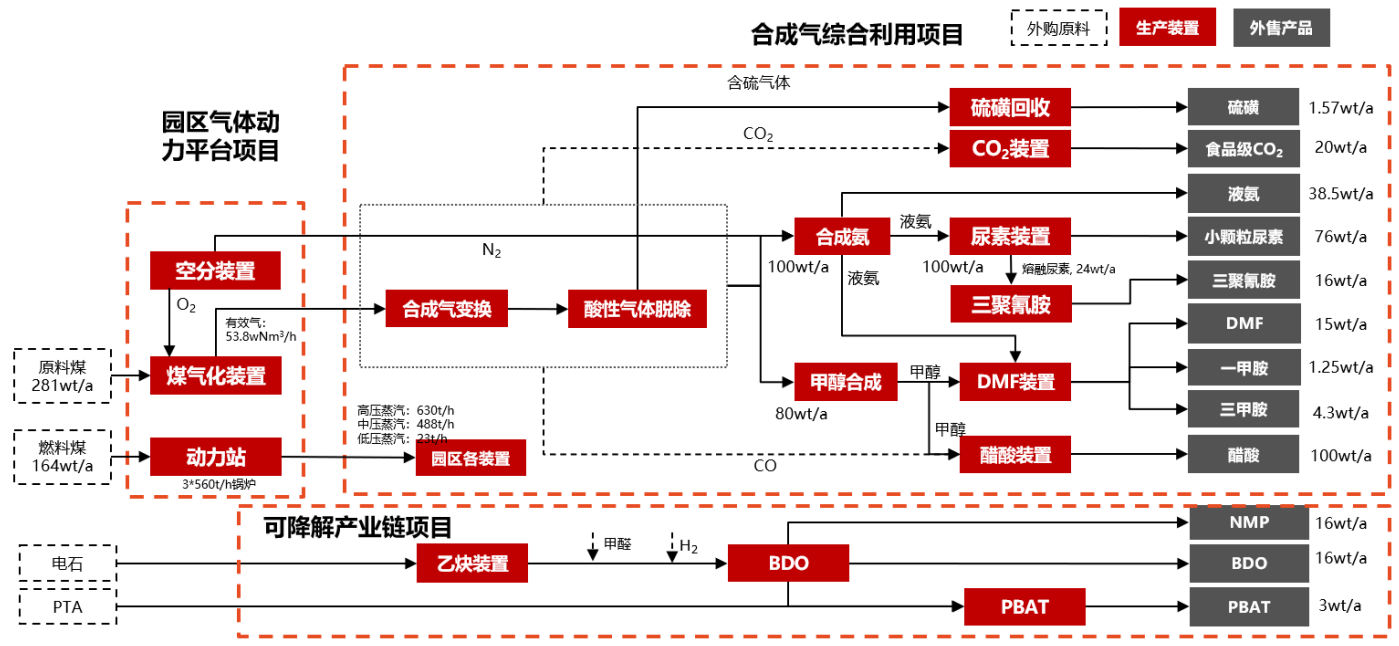 合成气综合利用项目
外购原料
生产装置
外售产品
园区气体动
力平台项目
含硫气体
硫磺回收
硫磺
1.57wt/a
CO₂
CO₂装置
食品级CO₂
20wt/a
液氨
38.5wt/a
N₂
合成氨
100wt/a
液氨
尿素装置
100wt/a
小颗粒尿素
76wt/a
熔融尿素, 24wt/a
液氨
三聚氰胺
三聚氰胺
16wt/a
空分装置
O₂
有效气：
53.8wNm³/h
合成气变换
酸性气体脱除
DMF
15wt/a
原料煤
281wt/a
煤气化装置
甲醇合成
80wt/a
甲醇
DMF装置
一甲胺
1.25wt/a
三甲胺
4.3wt/a
高压蒸汽：630t/h
中压蒸汽：488t/h
低压蒸汽：23t/h
燃料煤
164wt/a
动力站
3*560t/h锅炉
园区各装置
甲醇
CO
醋酸装置
醋酸
100wt/a
可降解产业链项目
NMP
16wt/a
电石
乙炔装置
甲醛
H₂
BDO
BDO
16wt/a
PTA
PBAT
PBAT
3wt/a